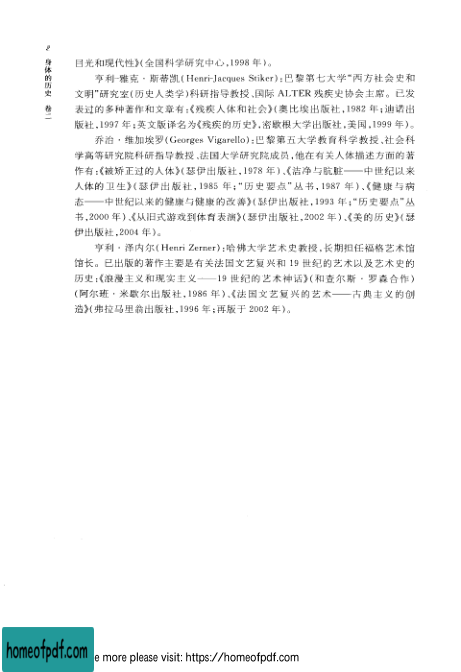 2
身体的历史 卷二
目光和现代性》(全国科学研究中心,1998 年)。
亨利-雅克·斯蒂凯(Henri-Jacques Stiker):巴黎第七大学“西方社会史和
文明”研究室(历史人类学)科研指导教授,国际 ALTER 残疾史协会主席。已发
表过的多种著作和文章有:《残疾人体和社会》(奥比埃出版社,1982 年;迪诺出
版社,1997 年;英文版译名为《残疾的历史》,密歇根大学出版社,美国,1999 年)。
乔治·维加埃罗(Georges Vigarello):巴黎第五大学教育科学教授、社会科
学高等研究院科研指导教授、法国大学研究院成员,他在有关人体描述方面的著
作有:《被矫正过的人体》(瑟伊出版社,1978 年)、《洁净与肮脏——中世纪以来
人体的卫生》(瑟伊出版社,1985 年;“历史要点”丛书,1987 年)、《健康与病
态——中世纪以来的健康与健康的改善》(瑟伊出版社,1993 年;“历史要点”丛
书,2000 年)、《从旧式游戏到体育表演》(瑟伊出版社,2002 年)、《美的历史》(瑟
伊出版社,2004 年)。
亨利·泽内尔(Henri Zerner):哈佛大学艺术史教授,长期担任福格艺术馆
馆长。已出版的著作主要是有关法国文艺复兴和 19 世纪的艺术以及艺术史的
历史:《浪漫主义和现实主义——19 世纪的艺术神话》(和查尔斯·罗森合作)
(阿尔班·米歇尔出版社,1986 年)、《法国文艺复兴的艺术——古典主义的创
造》(弗拉马里翁出版社,1996 年;再版于 2002 年)。
homeofpdf.com
e more please visit: https://homeofpdf.com